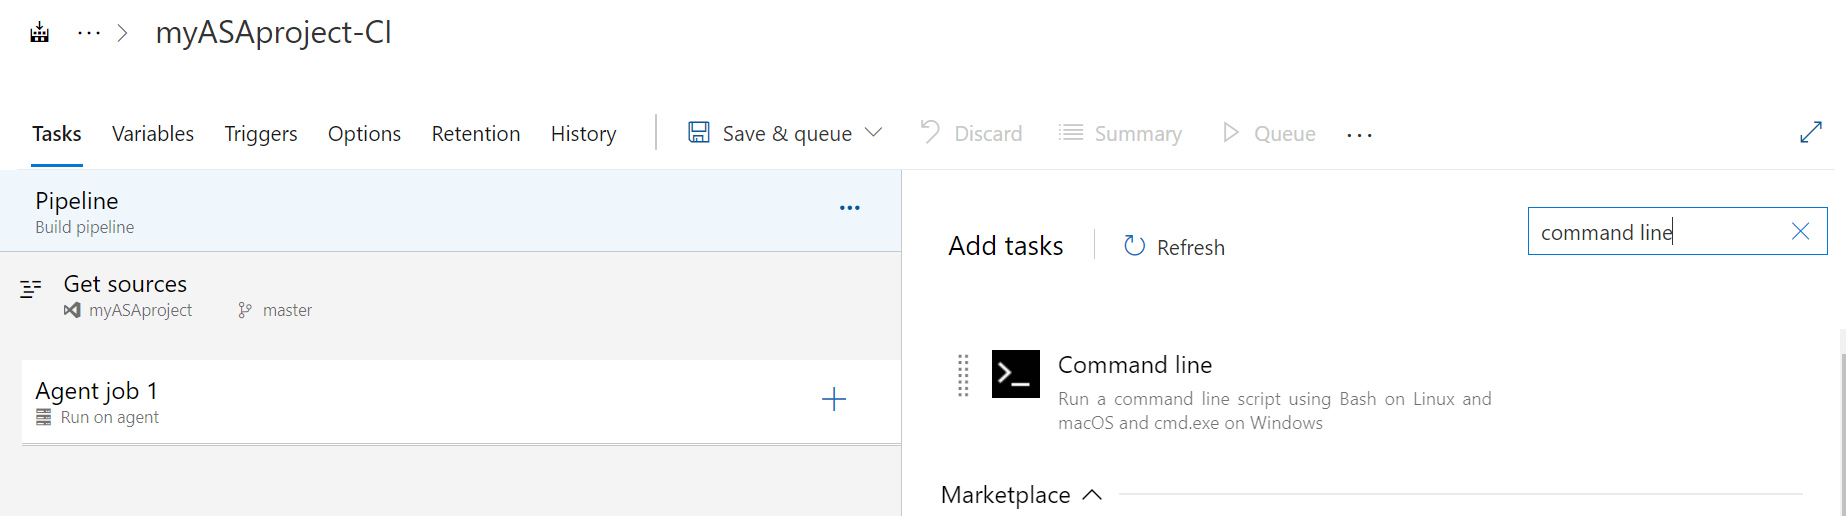 ··· > myASAproject-CI
Tasks Variables Triggers Options Retention History Save & queue Discard Summary Queue ···
Pipeline ···
Build pipeline
Get sources
myASAproject master
Agent job 1
Run on agent
Add tasks Refresh command line
Command line
Run a command line script using Bash on Linux and
macOS and cmd.exe on Windows
Marketplace